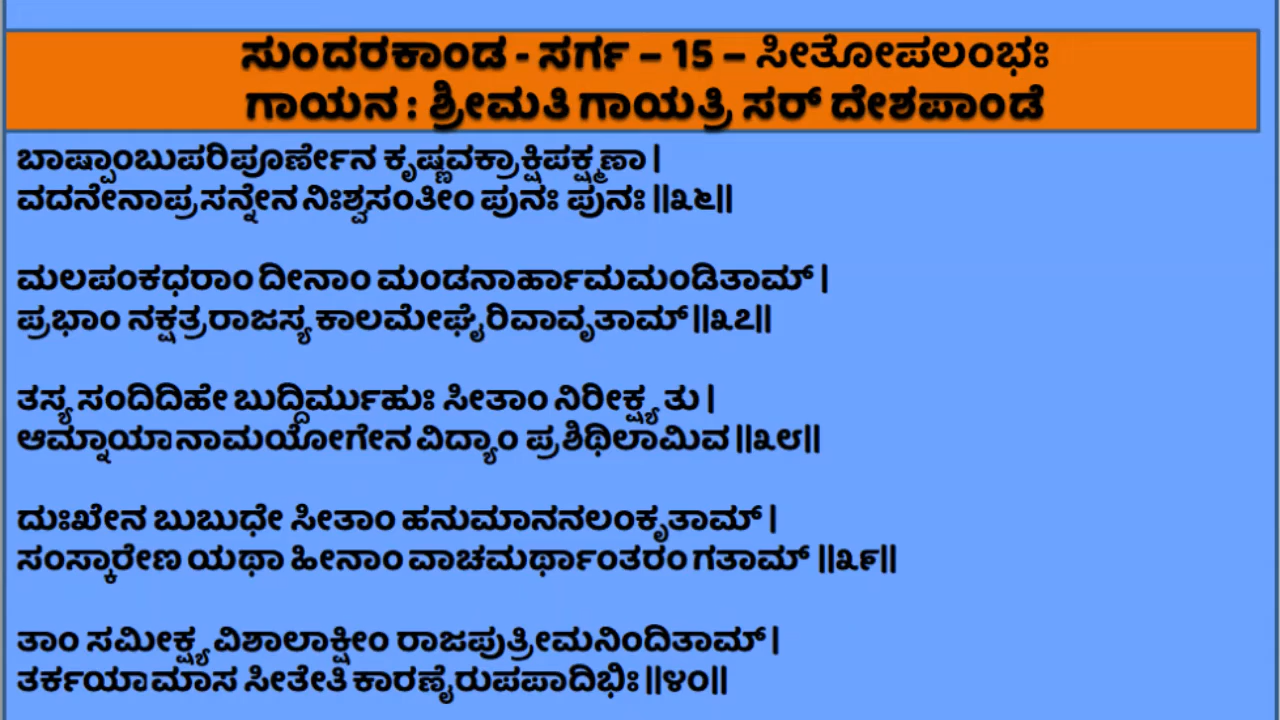 ಸುಂದರಕಾಂಡ - ಸರ್ಗ – 15 – ಸೀತೋಪಲಂಭಃ
ಗಾಯನ : ಶ್ರೀಮತಿ ಗಾಯತ್ರಿ ಸರ್ ದೇಶಪಾಂಡೆ
ಬಾಷ್ಪಾಂಬುಪರಿಪೂರ್ಣೇನ ಕೃಷ್ಣವಕ್ರಾಕ್ಷಿಪಕ್ಷ್ಮಣಾ |
ವದನೇನಾಪ್ರಸನ್ನೇನ ನಿಃಶ್ವಸಂತೀಂ ಪುನಃ ಪುನಃ ||೩೬||
ಮಲಪಂಕಧರಾಂ ದೀನಾಂ ಮಂಡನಾರ್ಹಾಮಮಂಡಿತಾಮ್ |
ಪ್ರಭಾಂ ನಕ್ಷತ್ರರಾಜಸ್ಯ ಕಾಲಮೇಘೈರಿವಾವೃತಾಮ್ ||೩೭||
ತಸ್ಯ ಸಂದಿದಿಹೇ ಬುದ್ಧಿರ್ಮುಹುಃ ಸೀತಾಂ ನಿರೀಕ್ಷ್ಯ ತು |
ಆಮ್ನಾಯಾನಾಮಯೋಗೇನ ವಿದ್ಯಾಂ ಪ್ರಶಿಥಿಲಾಮಿವ ||೩೮||
ದುಃಖೇನ ಬುಬುಧೇ ಸೀತಾಂ ಹನುಮಾನನಲಂಕೃತಾಮ್ |
ಸಂಸ್ಕಾರೇಣ ಯಥಾ ಹೀನಾಂ ವಾಚಮರ್ಥಾಂತರಂ ಗತಾಮ್ ||೩೯||
ತಾಂ ಸಮೀಕ್ಷ್ಯ ವಿಶಾಲಾಕ್ಷೀಂ ರಾಜಪುತ್ರೀಮನಿಂದಿತಾಮ್ |
ತರ್ಕಯಾಮಾಸ ಸೀತೇತಿ ಕಾರಣೈರುಪಪಾದಿಭಿಃ ||೪೦||